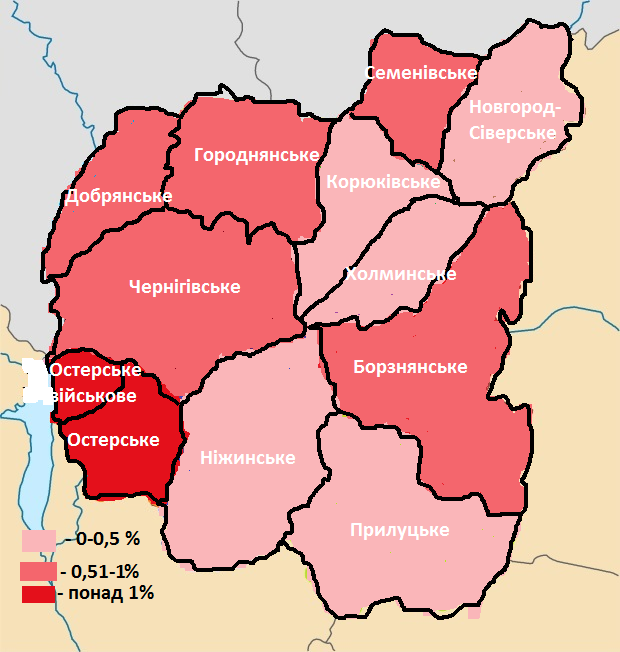 Семенівське
Новгород-
Сіверське
Городнянське
Корюківське
Добрянське
Холминське
Чернігівське
Остерське
військове
Борзнянське
Остерське
Ніжинське
Прилуцьке
- 0-0,5 %
- 0,51-1%
- понад 1%